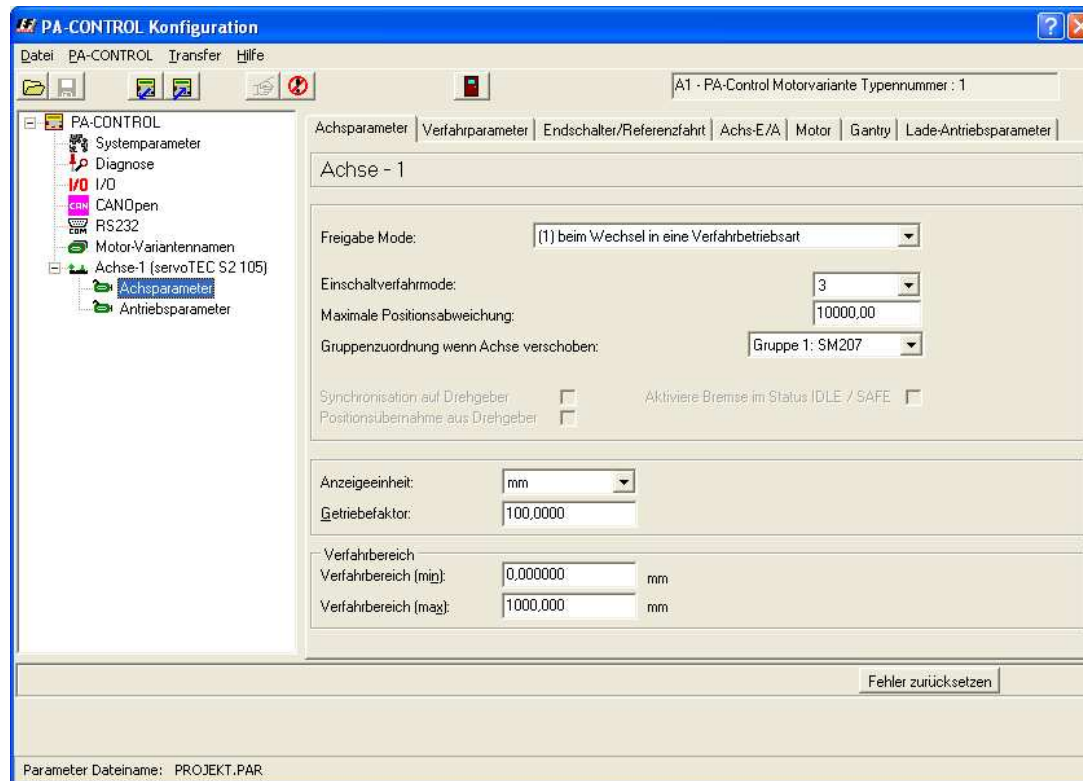 PA-CONTROL Konfiguration
Datei PA-CONTROL Transfer Hilfe
A1 - PA-Control Motorvariante Typennummer : 1
PA-CONTROL
Systemparameter
Diagnose
I/O I/O
CAN CANOpen
COM RS232
Motor-Variantennamen
Achse-1 (servoTEC S2 105)
Achsparameter
Antriebsparameter
Achsparameter Verfahrparameter Endschalter/Referenzfahrt Achs-E/A Motor Gantry Lade-Antriebsparameter
Achse - 1
Freigabe Mode: (1) beim Wechsel in eine Verfahrbetriebsart
Einschaltverfahrmode: 3
Maximale Positionsabweichung: 10000,00
Gruppenzuordnung wenn Achse verschoben: Gruppe 1: SM207
Synchronisation auf Drehgeber Aktiviere Bremse im Status IDLE / SAFE
Positionsübernahme aus Drehgeber
Anzeigeeinheit: mm
Getriebefaktor: 100,0000
Verfahrbereich
Verfahrbereich (min): 0,000000 mm
Verfahrbereich (max): 1000,000 mm
Fehler zurücksetzen
Parameter Dateiname: PROJEKT.PAR